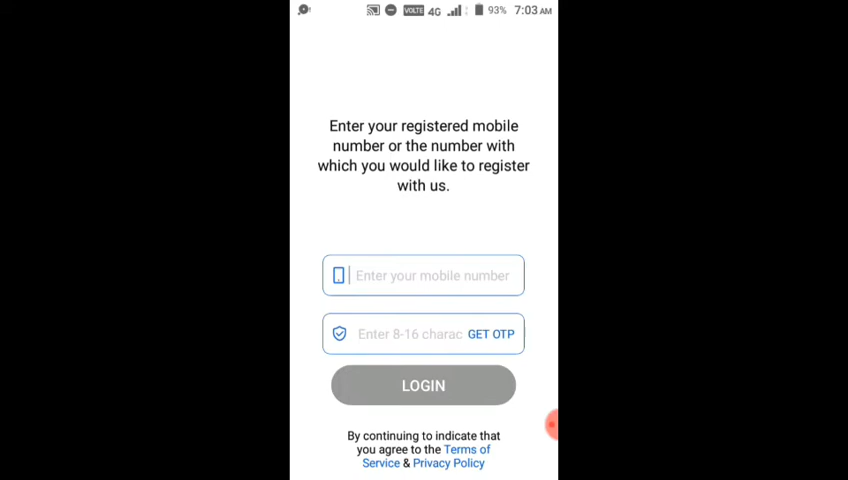 VOLTE 4G 93% 7:03 AM
Enter your registered mobile
number or the number with
which you would like to register
with us.
Enter your mobile number
Enter 8-16 charac GET OTP
LOGIN
By continuing to indicate that
you agree to the Terms of
Service & Privacy Policy